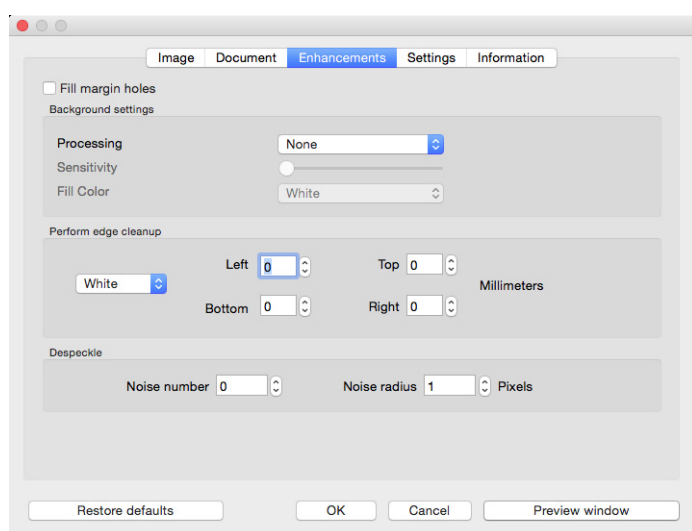 Image Document Enhancements Settings Information
Fill margin holes
Background settings
Processing None
Sensitivity
Fill Color White
Perform edge cleanup
Left 0 Top 0
White Millimeters
Bottom 0 Right 0
Despeckle
Noise number 0 Noise radius 1 Pixels
Restore defaults OK Cancel Preview window